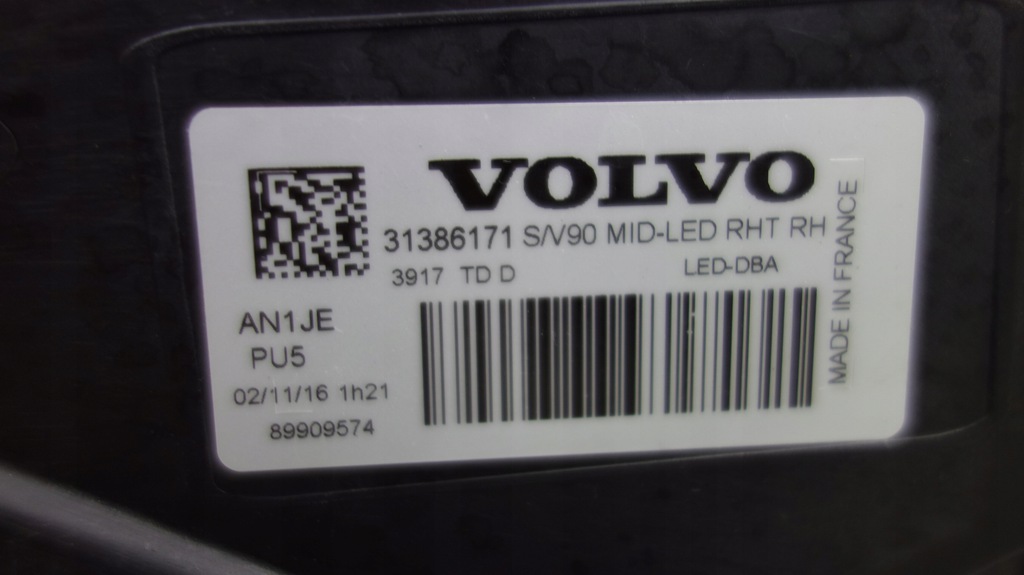 VOLVO
31386171 S/V90 MID-LED RHT RH
3917 TD D LED-DBA
AN1JE
PU5
02/11/16 1h21
89909574
MADE IN FRANCE